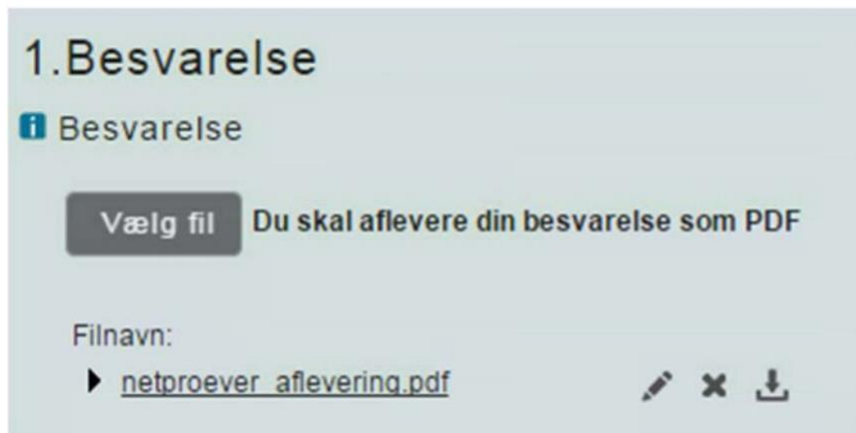 1.Besvarelse
Besvarelse
Vælg fil Du skal aflevere din besvarelse som PDF
Filnavn:
netproever_aflevering.pdf